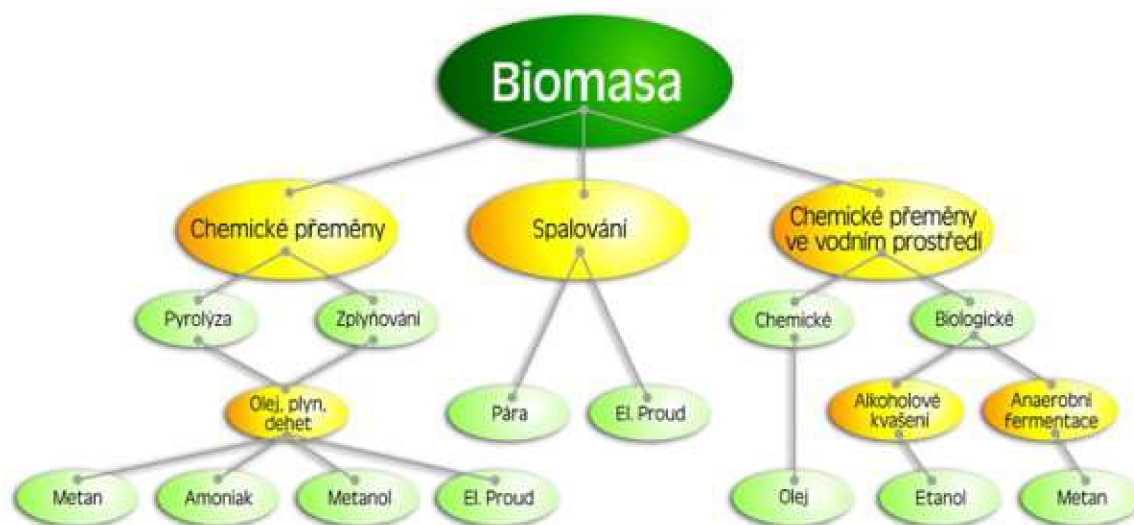 Biomasa
Chemické přeměny
Spalování
Chemické přeměny
ve vodním prostředí
Pyrolýza
Zplyňování
Chemické
Biologické
Olej, plyn,
dehet
Pára
El. Proud
Alkoholové
kvašení
Anaerobní
fermentace
Metan
Amoniak
Metanol
El. Proud
Olej
Etanol
Metan